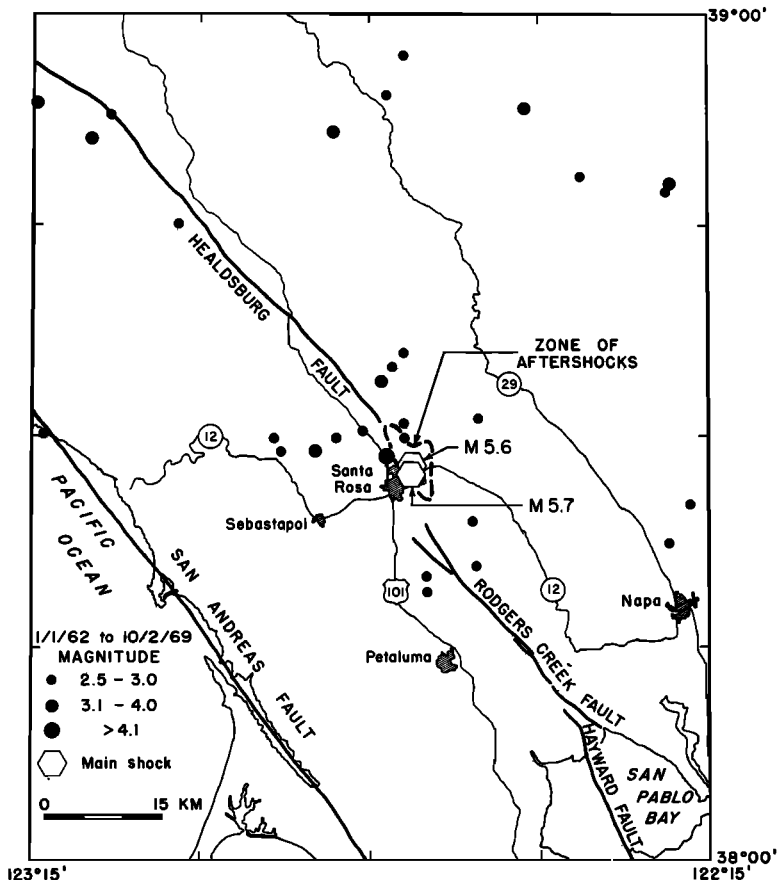 39°00'
HEALDSBURG
FAULT
ZONE OF
AFTERSHOCKS
29
12
M 5.6
Santa
Rosa
M 5.7
Sebastapol
PACIFIC
OCEAN
SAN ANDREAS FAULT
101
RODGERS CREEK FAULT
12
Napa
Petaluma
1/1/62 to 10/2/69
MAGNITUDE
2.5 - 3.0
3.1 - 4.0
>4.1
Main shock
0 15 KM
HAYWARD FAULT
SAN
PABLO
BAY
38°00'
123°15'
122°15'